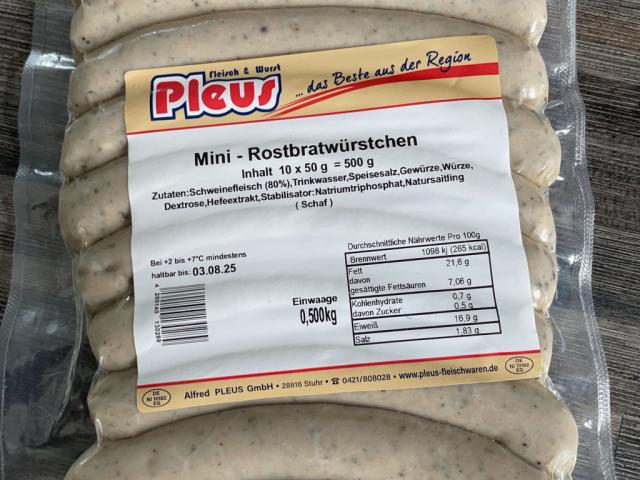 Fleisch & Wurst
Pleus
... das Beste aus der Region
Mini - Rostbratwürstchen
Inhalt 10 x 50 g = 500 g
Zutaten:Schweinefleisch (80%),Trinkwasser,Speisesalz,Gewürze,Würze,
Dextrose,Hefeextrakt,Stabilisator:Natriumtriphosphat,Natursaitling
( Schaf )
Bei +2 bis +7°C mindestens
haltbar bis: 03.08.25
Einwaage
0,500kg
Durchschnittliche Nährwerte Pro 100g
Brennwert 1098 kj (265 kcal)
Fett 21,6 g
davon
gesättigte Fettsäuren 7,06 g
Kohlenhydrate 0,7 g
davon Zucker 0,5 g
Eiweiß 16,9 g
Salz 1,83 g
DE
NI 10182
EG
Alfred PLEUS GmbH • 28816 Stuhr • ☎ 0421/808028 • www.pleus-fleischwaren.de
DE
NI 10182
EG